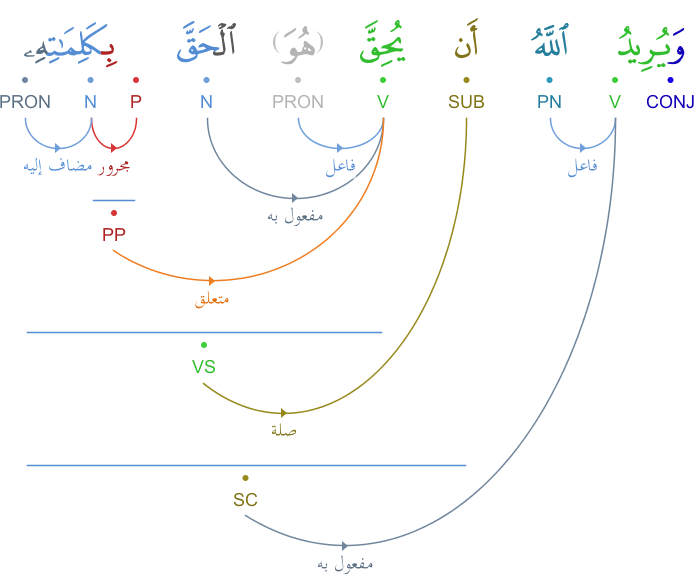 وَيُرِيدُ ٱللَّهُ أَن يُحِقَّ (هُوَ) ٱلْحَقَّ بِكَلِمَٰتِهِۦ
CONJ V PN SUB V PRON N P N PRON
فاعل فاعل مجرور مضاف إليه
مفعول به
PP
متعلق
VS
صلة
SC
مفعول به